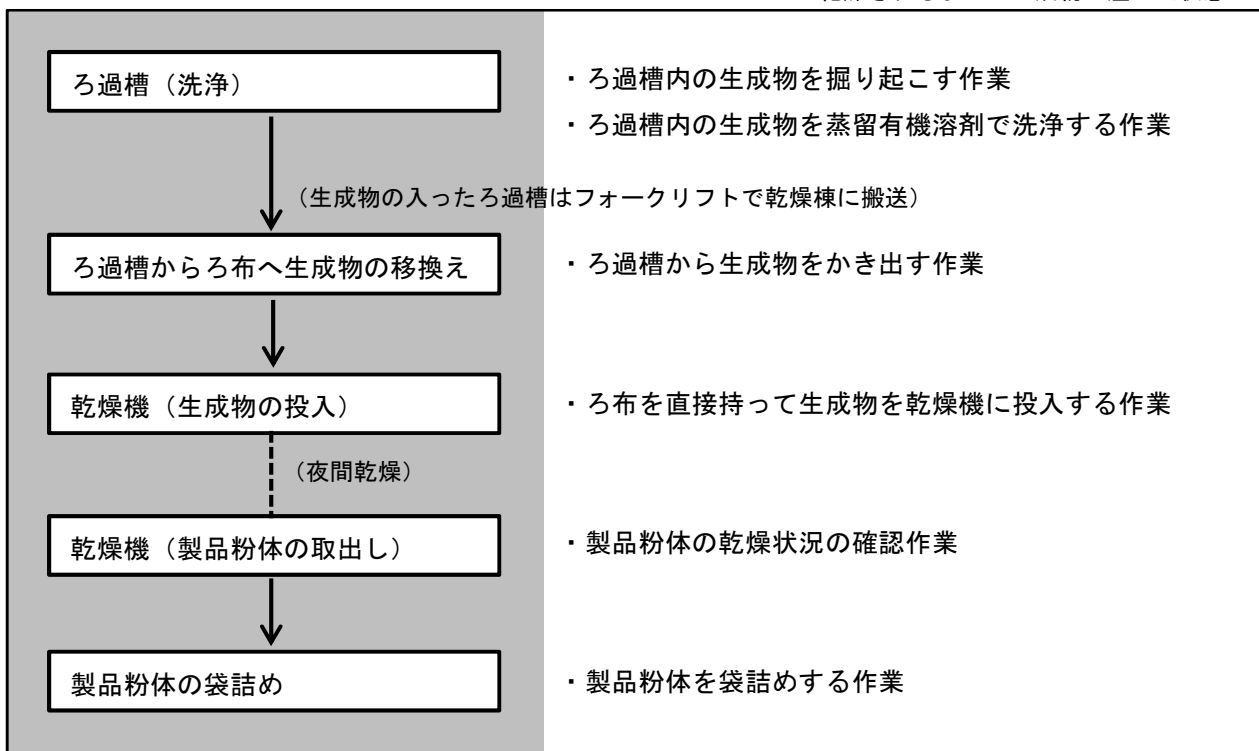 ろ過槽（洗浄）
・ろ過槽内の生成物を掘り起こす作業
・ろ過槽内の生成物を蒸留有機溶剤で洗浄する作業
（生成物の入ったろ過槽はフォークリフトで乾燥棟に搬送）
ろ過槽からろ布へ生成物の移換え
・ろ過槽から生成物をかき出す作業
乾燥機（生成物の投入）
・ろ布を直接持って生成物を乾燥機に投入する作業
（夜間乾燥）
乾燥機（製品粉体の取出し）
・製品粉体の乾燥状況の確認作業
製品粉体の袋詰め
・製品粉体を袋詰めする作業